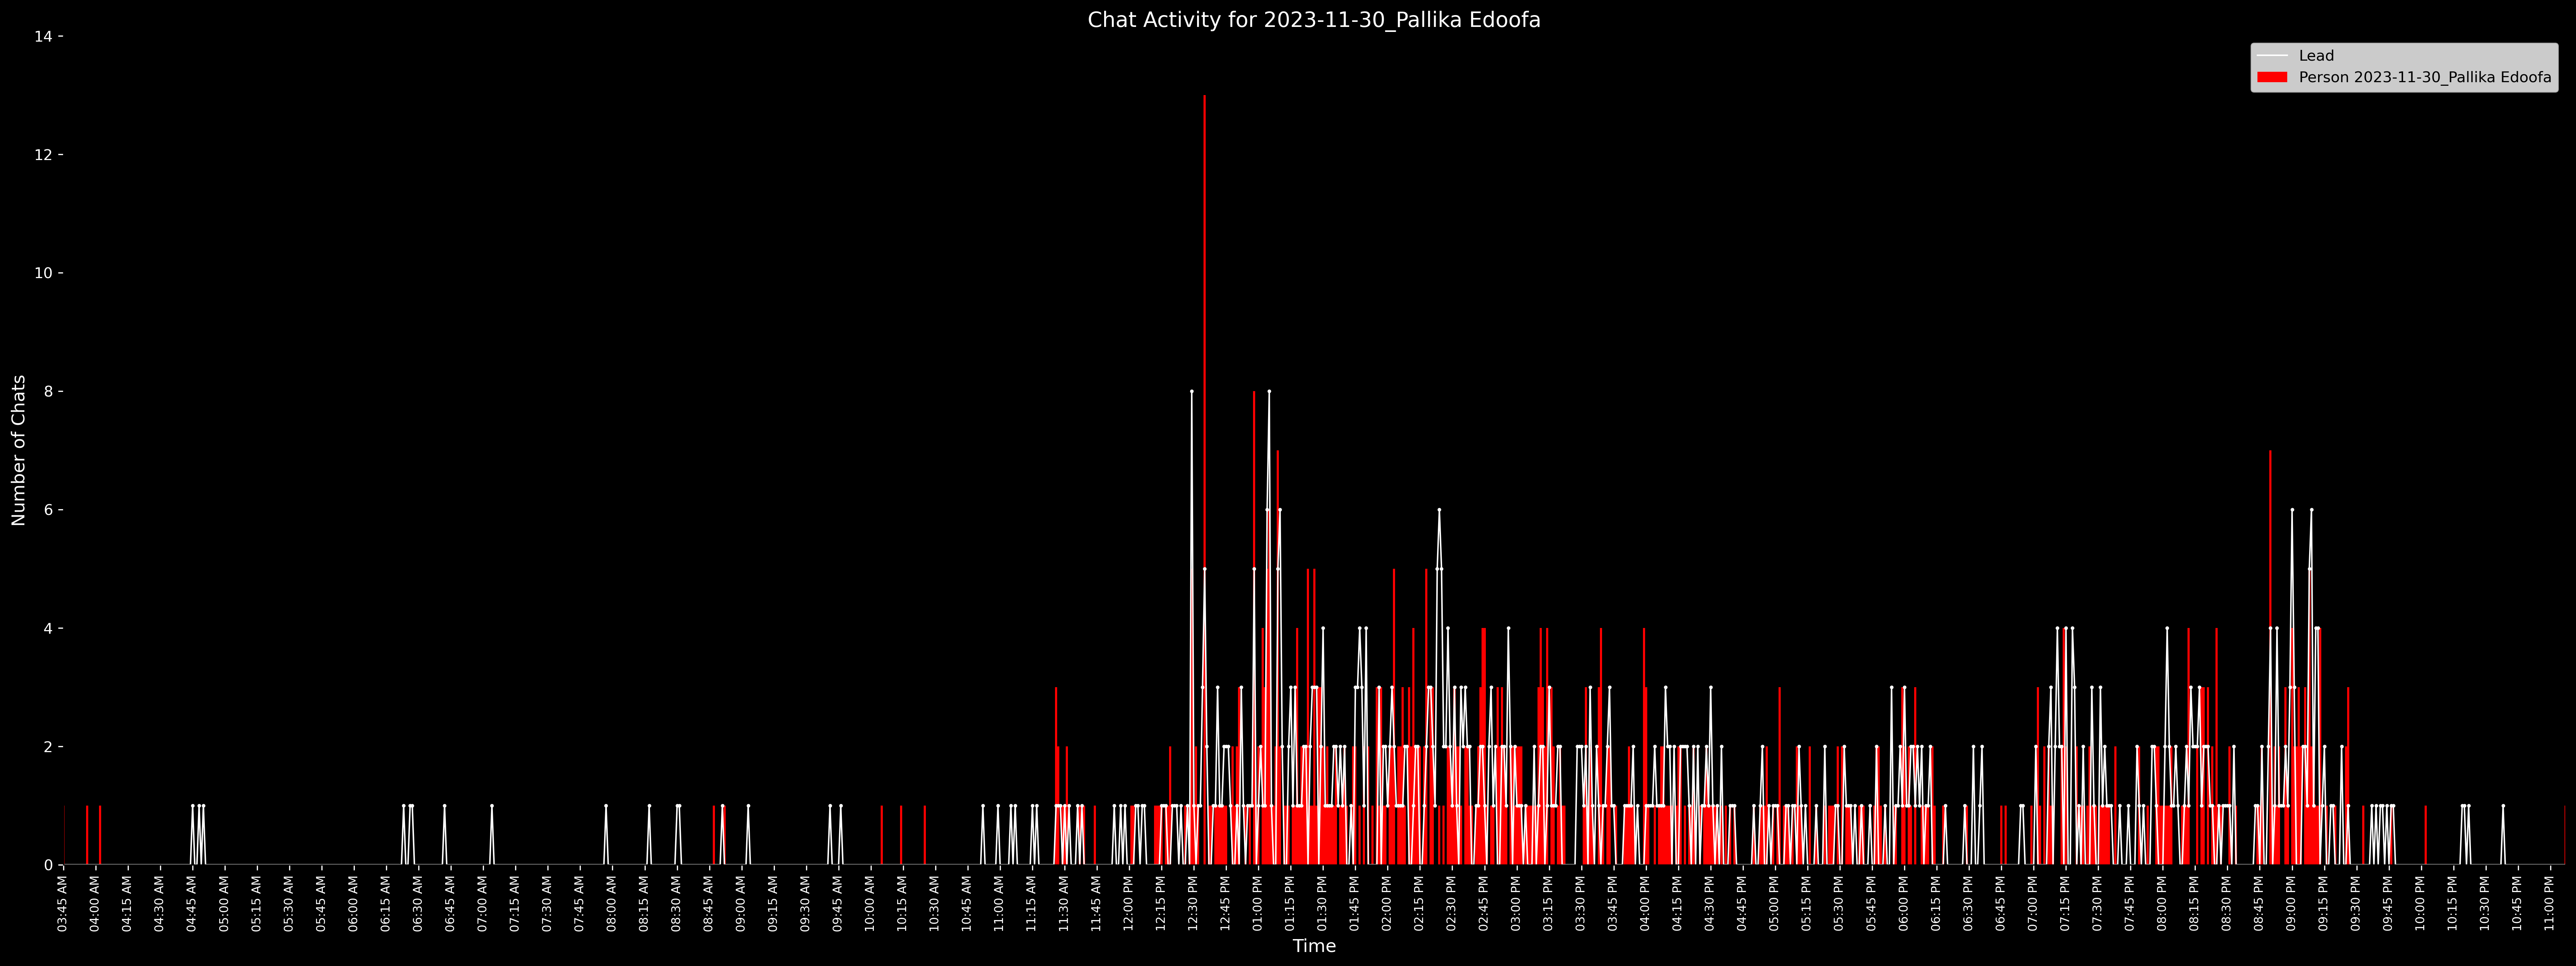 Chat Activity for 2023-11-30_Pallika Edoofa
Lead
Person 2023-11-30_Pallika Edoofa
Number of Chats
14
12
10
8
6
4
2
0
03:45 AM
04:00 AM
04:15 AM
04:30 AM
04:45 AM
05:00 AM
05:15 AM
05:30 AM
05:45 AM
06:00 AM
06:15 AM
06:30 AM
06:45 AM
07:00 AM
07:15 AM
07:30 AM
07:45 AM
08:00 AM
08:15 AM
08:30 AM
08:45 AM
09:00 AM
09:15 AM
09:30 AM
09:45 AM
10:00 AM
10:15 AM
10:30 AM
10:45 AM
11:00 AM
11:15 AM
11:30 AM
11:45 AM
12:00 PM
12:15 PM
12:30 PM
12:45 PM
01:00 PM
01:15 PM
01:30 PM
01:45 PM
02:00 PM
02:15 PM
02:30 PM
02:45 PM
03:00 PM
03:15 PM
03:30 PM
03:45 PM
04:00 PM
04:15 PM
04:30 PM
04:45 PM
05:00 PM
05:15 PM
05:30 PM
05:45 PM
06:00 PM
06:15 PM
06:30 PM
06:45 PM
07:00 PM
07:15 PM
07:30 PM
07:45 PM
08:00 PM
08:15 PM
08:30 PM
08:45 PM
09:00 PM
09:15 PM
09:30 PM
09:45 PM
10:00 PM
10:15 PM
10:30 PM
10:45 PM
11:00 PM
Time